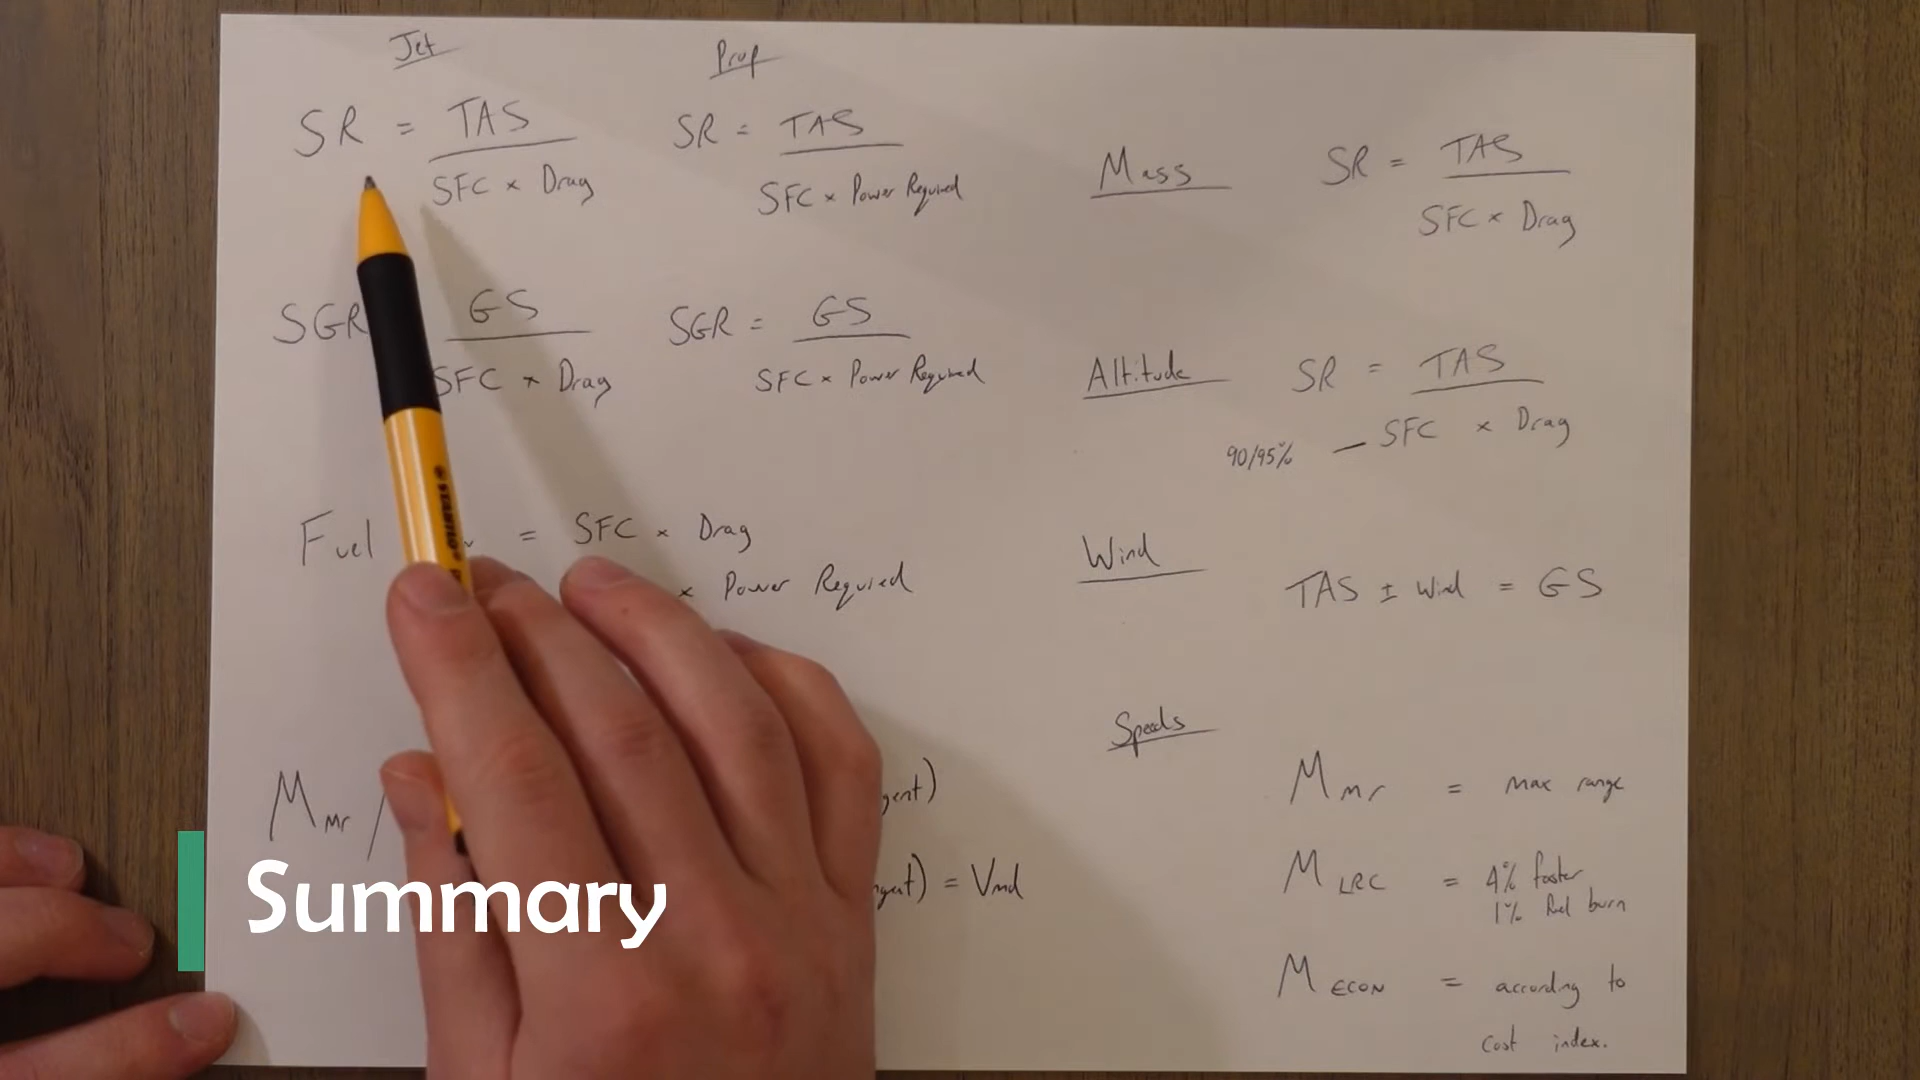 Jet
SR = TAS
SFC × Drag
Prop
SR = TAS
SFC × Power Required
SGR GS
SFC × Drag
SGR = GS
SFC × Power Required
Fuel = SFC × Drag
× Power Required
M MR /
) = Vmd
Mass
SR = TAS
SFC × Drag
Altitude
SR = TAS
90/95% — SFC × Drag
Wind
TAS ± Wind = GS
Speeds
M Mr = max range
M LRC = 4% faster
1% fuel burn
M ECON = according to
cost index.
STABILO
Summary